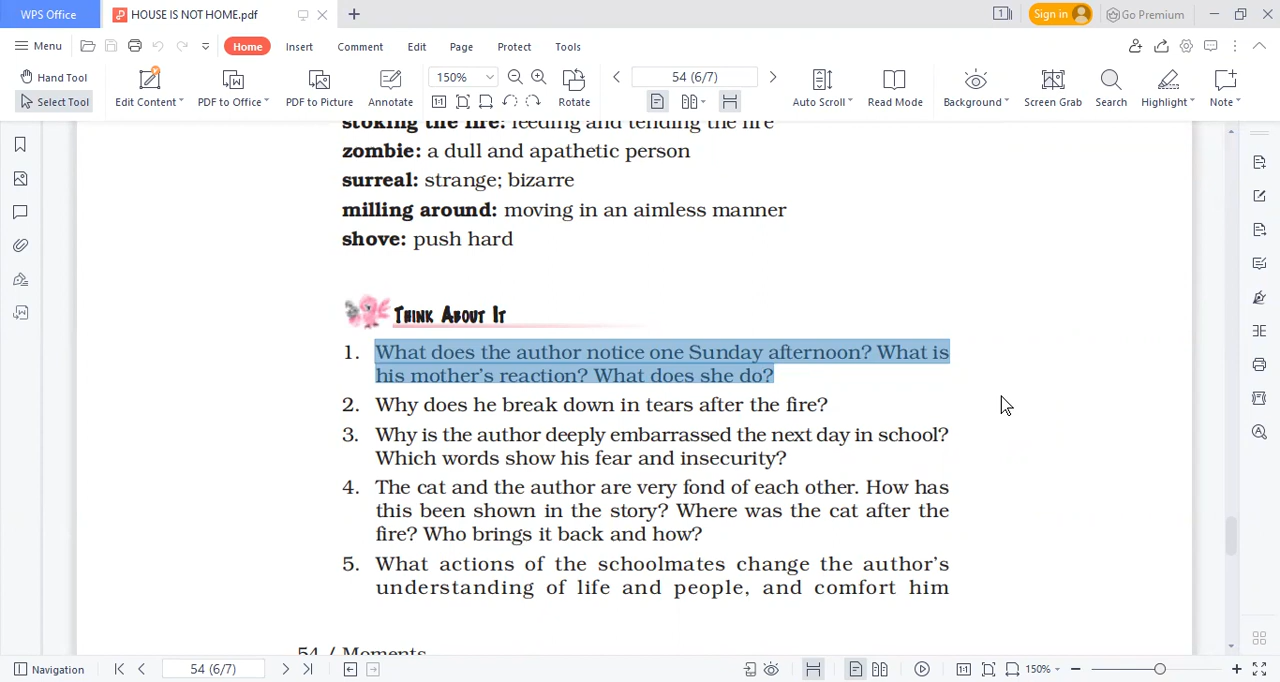 WPS Office
HOUSE IS NOT HOME.pdf
Sign in
Go Premium
Menu
Home
Insert
Comment
Edit
Page
Protect
Tools
Hand Tool
Select Tool
Edit Content
PDF to Office
PDF to Picture
Annotate
150%
Rotate
54 (6/7)
Auto Scroll
Read Mode
Background
Screen Grab
Search
Highlight
Note
stoking the fire: feeding and tending the fire
zombie: a dull and apathetic person
surreal: strange; bizarre
milling around: moving in an aimless manner
shove: push hard
THINK ABOUT IT
1. What does the author notice one Sunday afternoon? What is
his mother's reaction? What does she do?
2. Why does he break down in tears after the fire?
3. Why is the author deeply embarrassed the next day in school?
Which words show his fear and insecurity?
4. The cat and the author are very fond of each other. How has
this been shown in the story? Where was the cat after the
fire? Who brings it back and how?
5. What actions of the schoolmates change the author's
understanding of life and people, and comfort him
54 / Moments
Navigation
54 (6/7)
150%